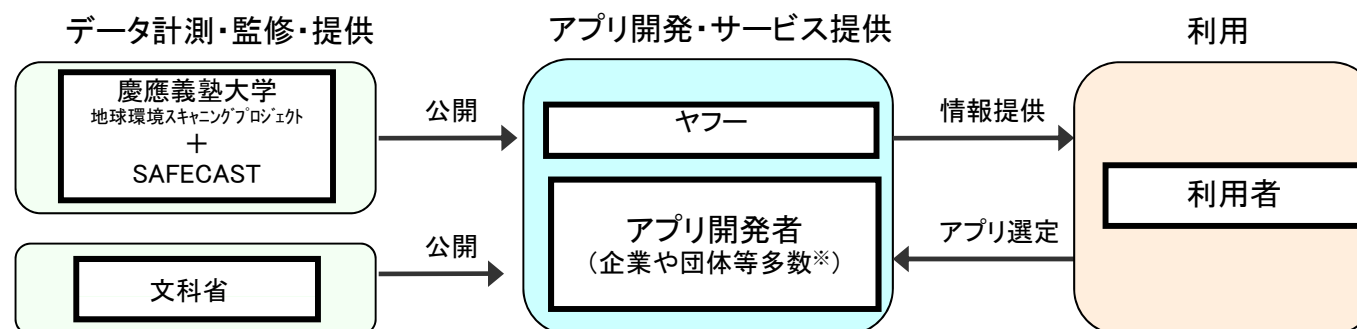 データ計測・監修・提供
アプリ開発・サービス提供
利用
慶應義塾大学
地球環境スキャニングプロジェクト
＋
SAFECAST
公開
ヤフー
情報提供
利用者
文科省
公開
アプリ開発者
（企業や団体等多数※）
アプリ選定